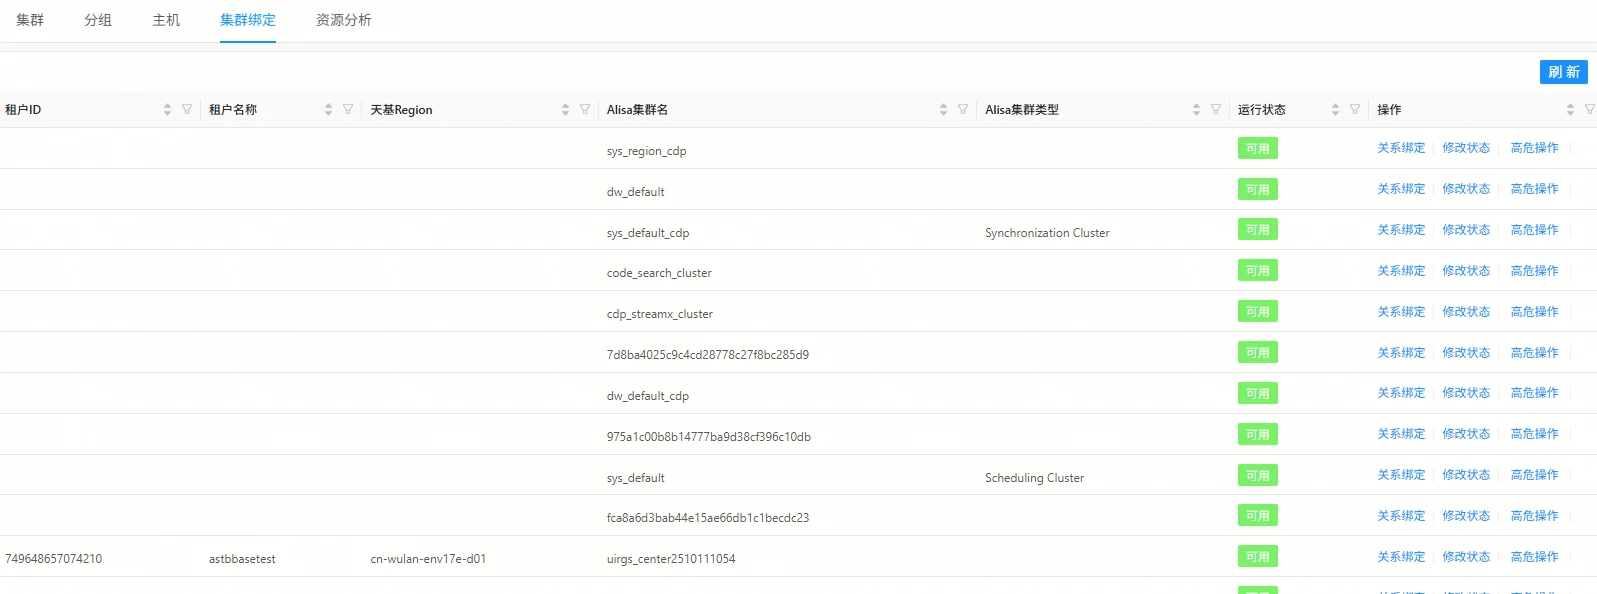 集群 分组 主机 集群绑定 资源分析
刷 新
租户ID 租户名称 天基Region Alisa集群名 Alisa集群类型 运行状态 操作
sys_region_cdp 可用 关系绑定 修改状态 高危操作
dw_default 可用 关系绑定 修改状态 高危操作
sys_default_cdp Synchronization Cluster 可用 关系绑定 修改状态 高危操作
code_search_cluster 可用 关系绑定 修改状态 高危操作
cdp_streamx_cluster 可用 关系绑定 修改状态 高危操作
7d8ba4025c9c4cd28778c27f8bc285d9 可用 关系绑定 修改状态 高危操作
dw_default_cdp 可用 关系绑定 修改状态 高危操作
975a1c00b8b14777ba9d38cf396c10db 可用 关系绑定 修改状态 高危操作
sys_default Scheduling Cluster 可用 关系绑定 修改状态 高危操作
fca8a6d3bab44e15ae66db1c1becdc23 可用 关系绑定 修改状态 高危操作
749648657074210 astbbasetest cn-wulan-env17e-d01 uirgs_center2510111054 可用 关系绑定 修改状态 高危操作